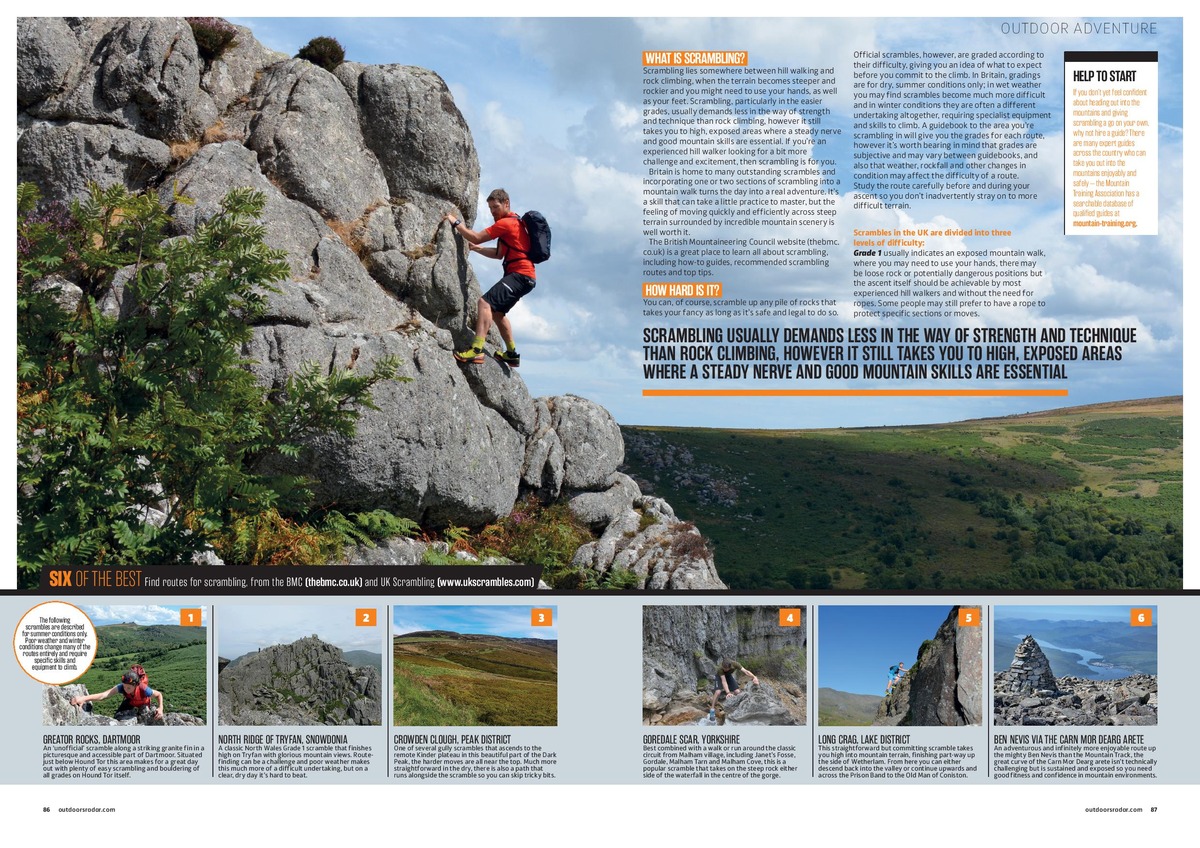 OUTDOOR ADVENTURE
WHAT IS SCRAMBLING?
Scrambling lies somewhere between hill walking and
rock climbing, when the terrain becomes steeper and
rockier and you might need to use your hands, as well
as your feet. Scrambling, particularly in the easier
grades, usually demands less in the way of strength
and technique than rock climbing, however it still
takes you to high, exposed areas where a steady nerve
and good mountain skills are essential. If you're an
experienced hill walker looking for a bit more
challenge and excitement, then scrambling is for you.
Britain is home to many outstanding scrambles and
incorporating one or two sections of scrambling into a
mountain walk turns the day into a real adventure. It's
a skill that can take a little practice to master, but the
feeling of moving quickly and efficiently across steep
terrain surrounded by incredible mountain scenery is
well worth it.
The British Mountaineering Council website (thebmc.
co.uk) is a great place to learn all about scrambling,
including how-to guides, recommended scrambling
routes and top tips.
HOW HARD IS IT?
You can, of course, scramble up any pile of rocks that
takes your fancy as long as it's safe and legal to do so.
Official scrambles, however, are graded according to
their difficulty, giving you an idea of what to expect
before you commit to the climb. In Britain, gradings
are for dry, summer conditions only; in wet weather
you may find scrambles become much more difficult
and in winter conditions they are often a different
undertaking altogether, requiring specialist equipment
and skills to climb. A guidebook to the area you're
scrambling in will give you the grades for each route,
however it's worth bearing in mind that grades are
subjective and may vary between guidebooks, and
also that weather, rockfall and other changes in
condition may affect the difficulty of a route.
Study the route carefully before and during your
ascent so you don't inadvertently stray on to more
difficult terrain.
Scrambles in the UK are divided into three
levels of difficulty:
Grade 1 usually indicates an exposed mountain walk,
where you may need to use your hands, there may
be loose rock or potentially dangerous positions but
the ascent itself should be achievable by most
experienced hill walkers and without the need for
ropes. Some people may still prefer to have a rope to
protect specific sections or moves.
HELP TO START
If you don't yet feel confident
about heading out into the
mountains and giving
scrambling a go on your own,
why not hire a guide? There
are many expert guides
across the country who can
take you out into the
mountains enjoyably and
safely – the Mountain
Training Association has a
searchable database of
qualified guides at
mountain-training.org.
SCRAMBLING USUALLY DEMANDS LESS IN THE WAY OF STRENGTH AND TECHNIQUE
THAN ROCK CLIMBING, HOWEVER IT STILL TAKES YOU TO HIGH, EXPOSED AREAS
WHERE A STEADY NERVE AND GOOD MOUNTAIN SKILLS ARE ESSENTIAL
SIX OF THE BEST Find routes for scrambling, from the BMC (thebmc.co.uk) and UK Scrambling (www.ukscrambles.com)
The following
scrambles are described
for summer conditions only.
Poor weather and winter
conditions change many of the
routes entirely and require
specific skills and
equipment to climb.
1
GREATOR ROCKS, DARTMOOR
An 'unofficial' scramble along a striking granite fin in a
picturesque and accessible part of Dartmoor. Situated
just below Hound Tor this area makes for a great day
out with plenty of easy scrambling and bouldering of
all grades on Hound Tor itself.
2
NORTH RIDGE OF TRYFAN, SNOWDONIA
A classic North Wales Grade 1 scramble that finishes
high on Tryfan with glorious mountain views. Route-
finding can be a challenge and poor weather makes
this much more of a difficult undertaking, but on a
clear, dry day it's hard to beat.
3
CROWDEN CLOUGH, PEAK DISTRICT
One of several gully scrambles that ascends to the
remote Kinder plateau in this beautiful part of the Dark
Peak, the harder moves are all near the top. Much more
straightforward in the dry, there is also a path that
runs alongside the scramble so you can skip tricky bits.
4
GOREDALE SCAR, YORKSHIRE
Best combined with a walk or run around the classic
circuit from Malham village, including Janet's Fosse,
Gordale, Malham Tarn and Malham Cove, this is a
popular scramble that takes on the steep rock either
side of the waterfall in the centre of the gorge.
5
LONG CRAG, LAKE DISTRICT
This straightforward but committing scramble takes
you high into mountain terrain, finishing part way up
the side of Wetherlam. From here you can either
descend back into the valley or continue upwards and
across the Prison Band to the Old Man of Coniston.
6
BEN NEVIS VIA THE CARN MOR DEARG ARETE
An adventurous and infinitely more enjoyable route up
the mighty Ben Nevis than the Mountain Track, the
great curve of the Carn Mor Dearg arete isn't technically
challenging but is sustained and exposed so you need
good fitness and confidence in mountain environments.
86 outdoorsradar.com
outdoorsradar.com 87